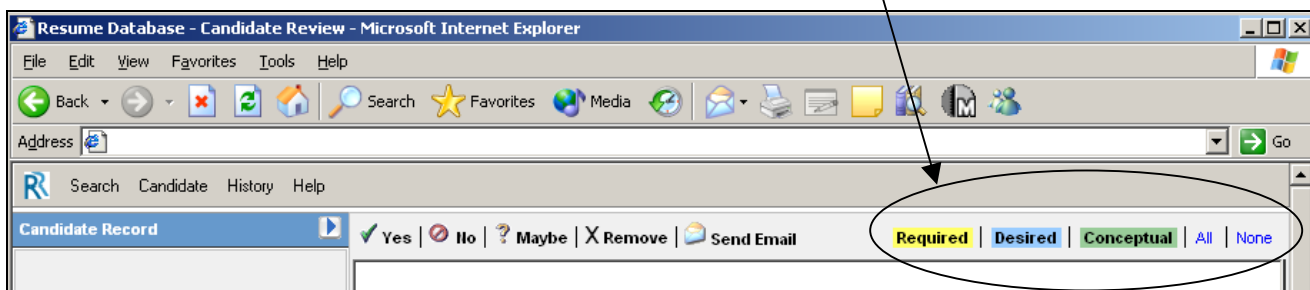 Resume Database - Candidate Review - Microsoft Internet Explorer
File Edit View Favorites Tools Help
Back Search Favorites Media
Address Go
RR Search Candidate History Help
Candidate Record Yes | No | ? Maybe | X Remove | Send Email Required | Desired | Conceptual | All | None